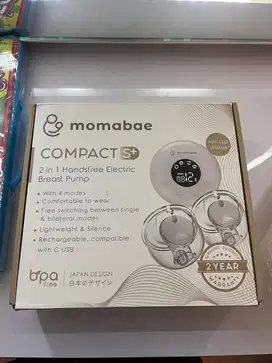 momabae
COMPACT S+
2 in 1 Handsfree Electric
Breast Pump
• With 4 modes
• Comfortable to wear
• Free switching between single
& bilateral modes
• Lightweight & Silence
• Rechargeable, compatible
with C USB
bpa
free
JAPAN DESIGN
日本のデザイン
2 YEAR
WARRANTY